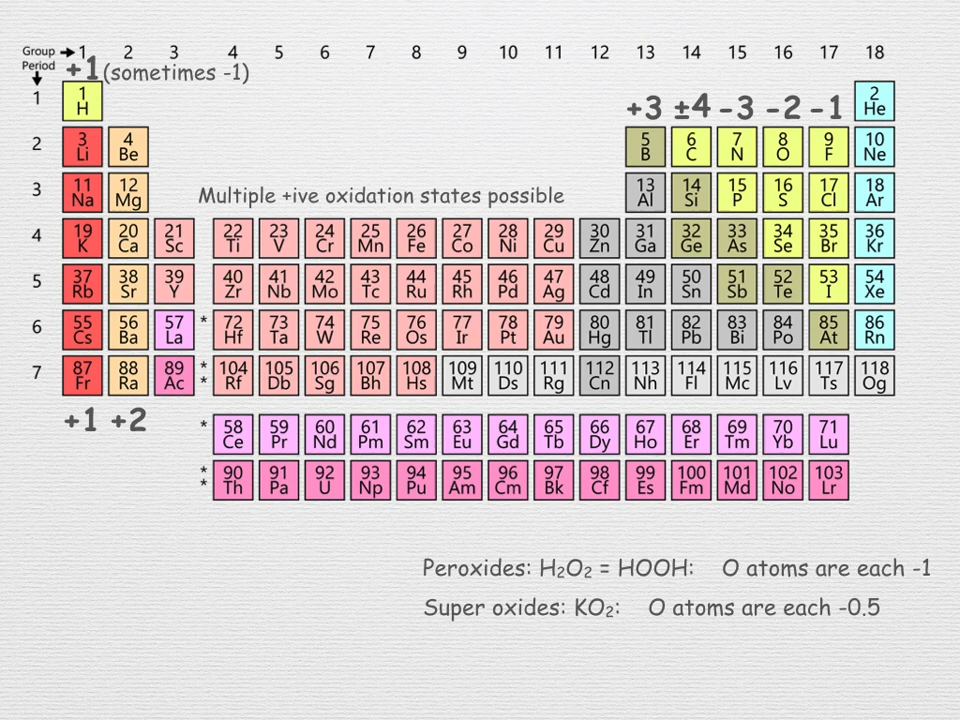 Group → 1 2 3 4 5 6 7 8 9 10 11 12 13 14 15 16 17 18
Period ↓
+1 (sometimes -1)
1 1 H 2 He
+3 ±4 -3 -2 -1
2 3 Li 4 Be 5 B 6 C 7 N 8 O 9 F 10 Ne
3 11 Na 12 Mg 13 Al 14 Si 15 P 16 S 17 Cl 18 Ar
Multiple +ive oxidation states possible
4 19 K 20 Ca 21 Sc 22 Ti 23 V 24 Cr 25 Mn 26 Fe 27 Co 28 Ni 29 Cu 30 Zn 31 Ga 32 Ge 33 As 34 Se 35 Br 36 Kr
5 37 Rb 38 Sr 39 Y 40 Zr 41 Nb 42 Mo 43 Tc 44 Ru 45 Rh 46 Pd 47 Ag 48 Cd 49 In 50 Sn 51 Sb 52 Te 53 I 54 Xe
6 55 Cs 56 Ba 57 La * 72 Hf 73 Ta 74 W 75 Re 76 Os 77 Ir 78 Pt 79 Au 80 Hg 81 Tl 82 Pb 83 Bi 84 Po 85 At 86 Rn
7 87 Fr 88 Ra 89 Ac * * 104 Rf 105 Db 106 Sg 107 Bh 108 Hs 109 Mt 110 Ds 111 Rg 112 Cn 113 Nh 114 Fl 115 Mc 116 Lv 117 Ts 118 Og
+1 +2
* 58 Ce 59 Pr 60 Nd 61 Pm 62 Sm 63 Eu 64 Gd 65 Tb 66 Dy 67 Ho 68 Er 69 Tm 70 Yb 71 Lu
* * 90 Th 91 Pa 92 U 93 Np 94 Pu 95 Am 96 Cm 97 Bk 98 Cf 99 Es 100 Fm 101 Md 102 No 103 Lr
Peroxides: H₂O₂ = HOOH: O atoms are each -1
Super oxides: KO₂: O atoms are each -0.5